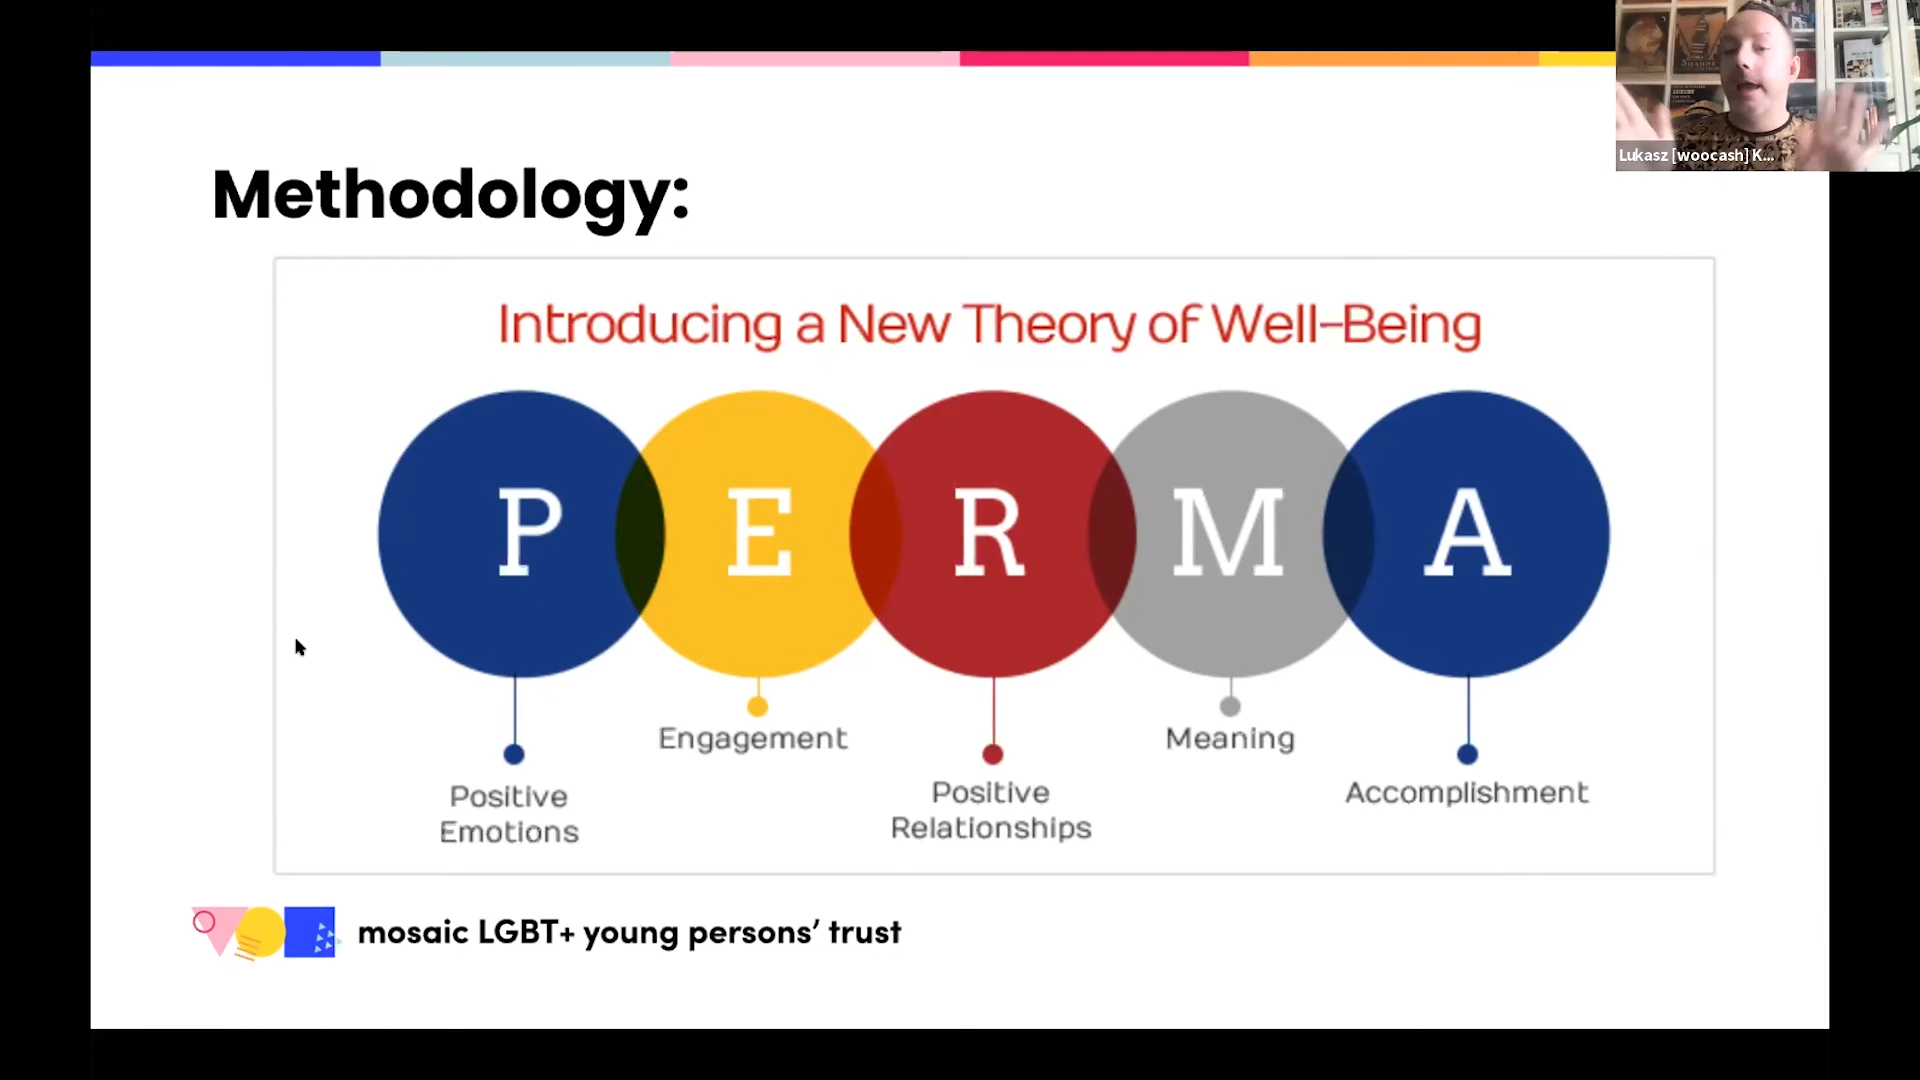 Methodology:
Lukasz [woocash] K...
Introducing a New Theory of Well-Being
P E R M A
Engagement
Meaning
Positive
Emotions
Positive
Relationships
Accomplishment
mosaic LGBT+ young persons’ trust